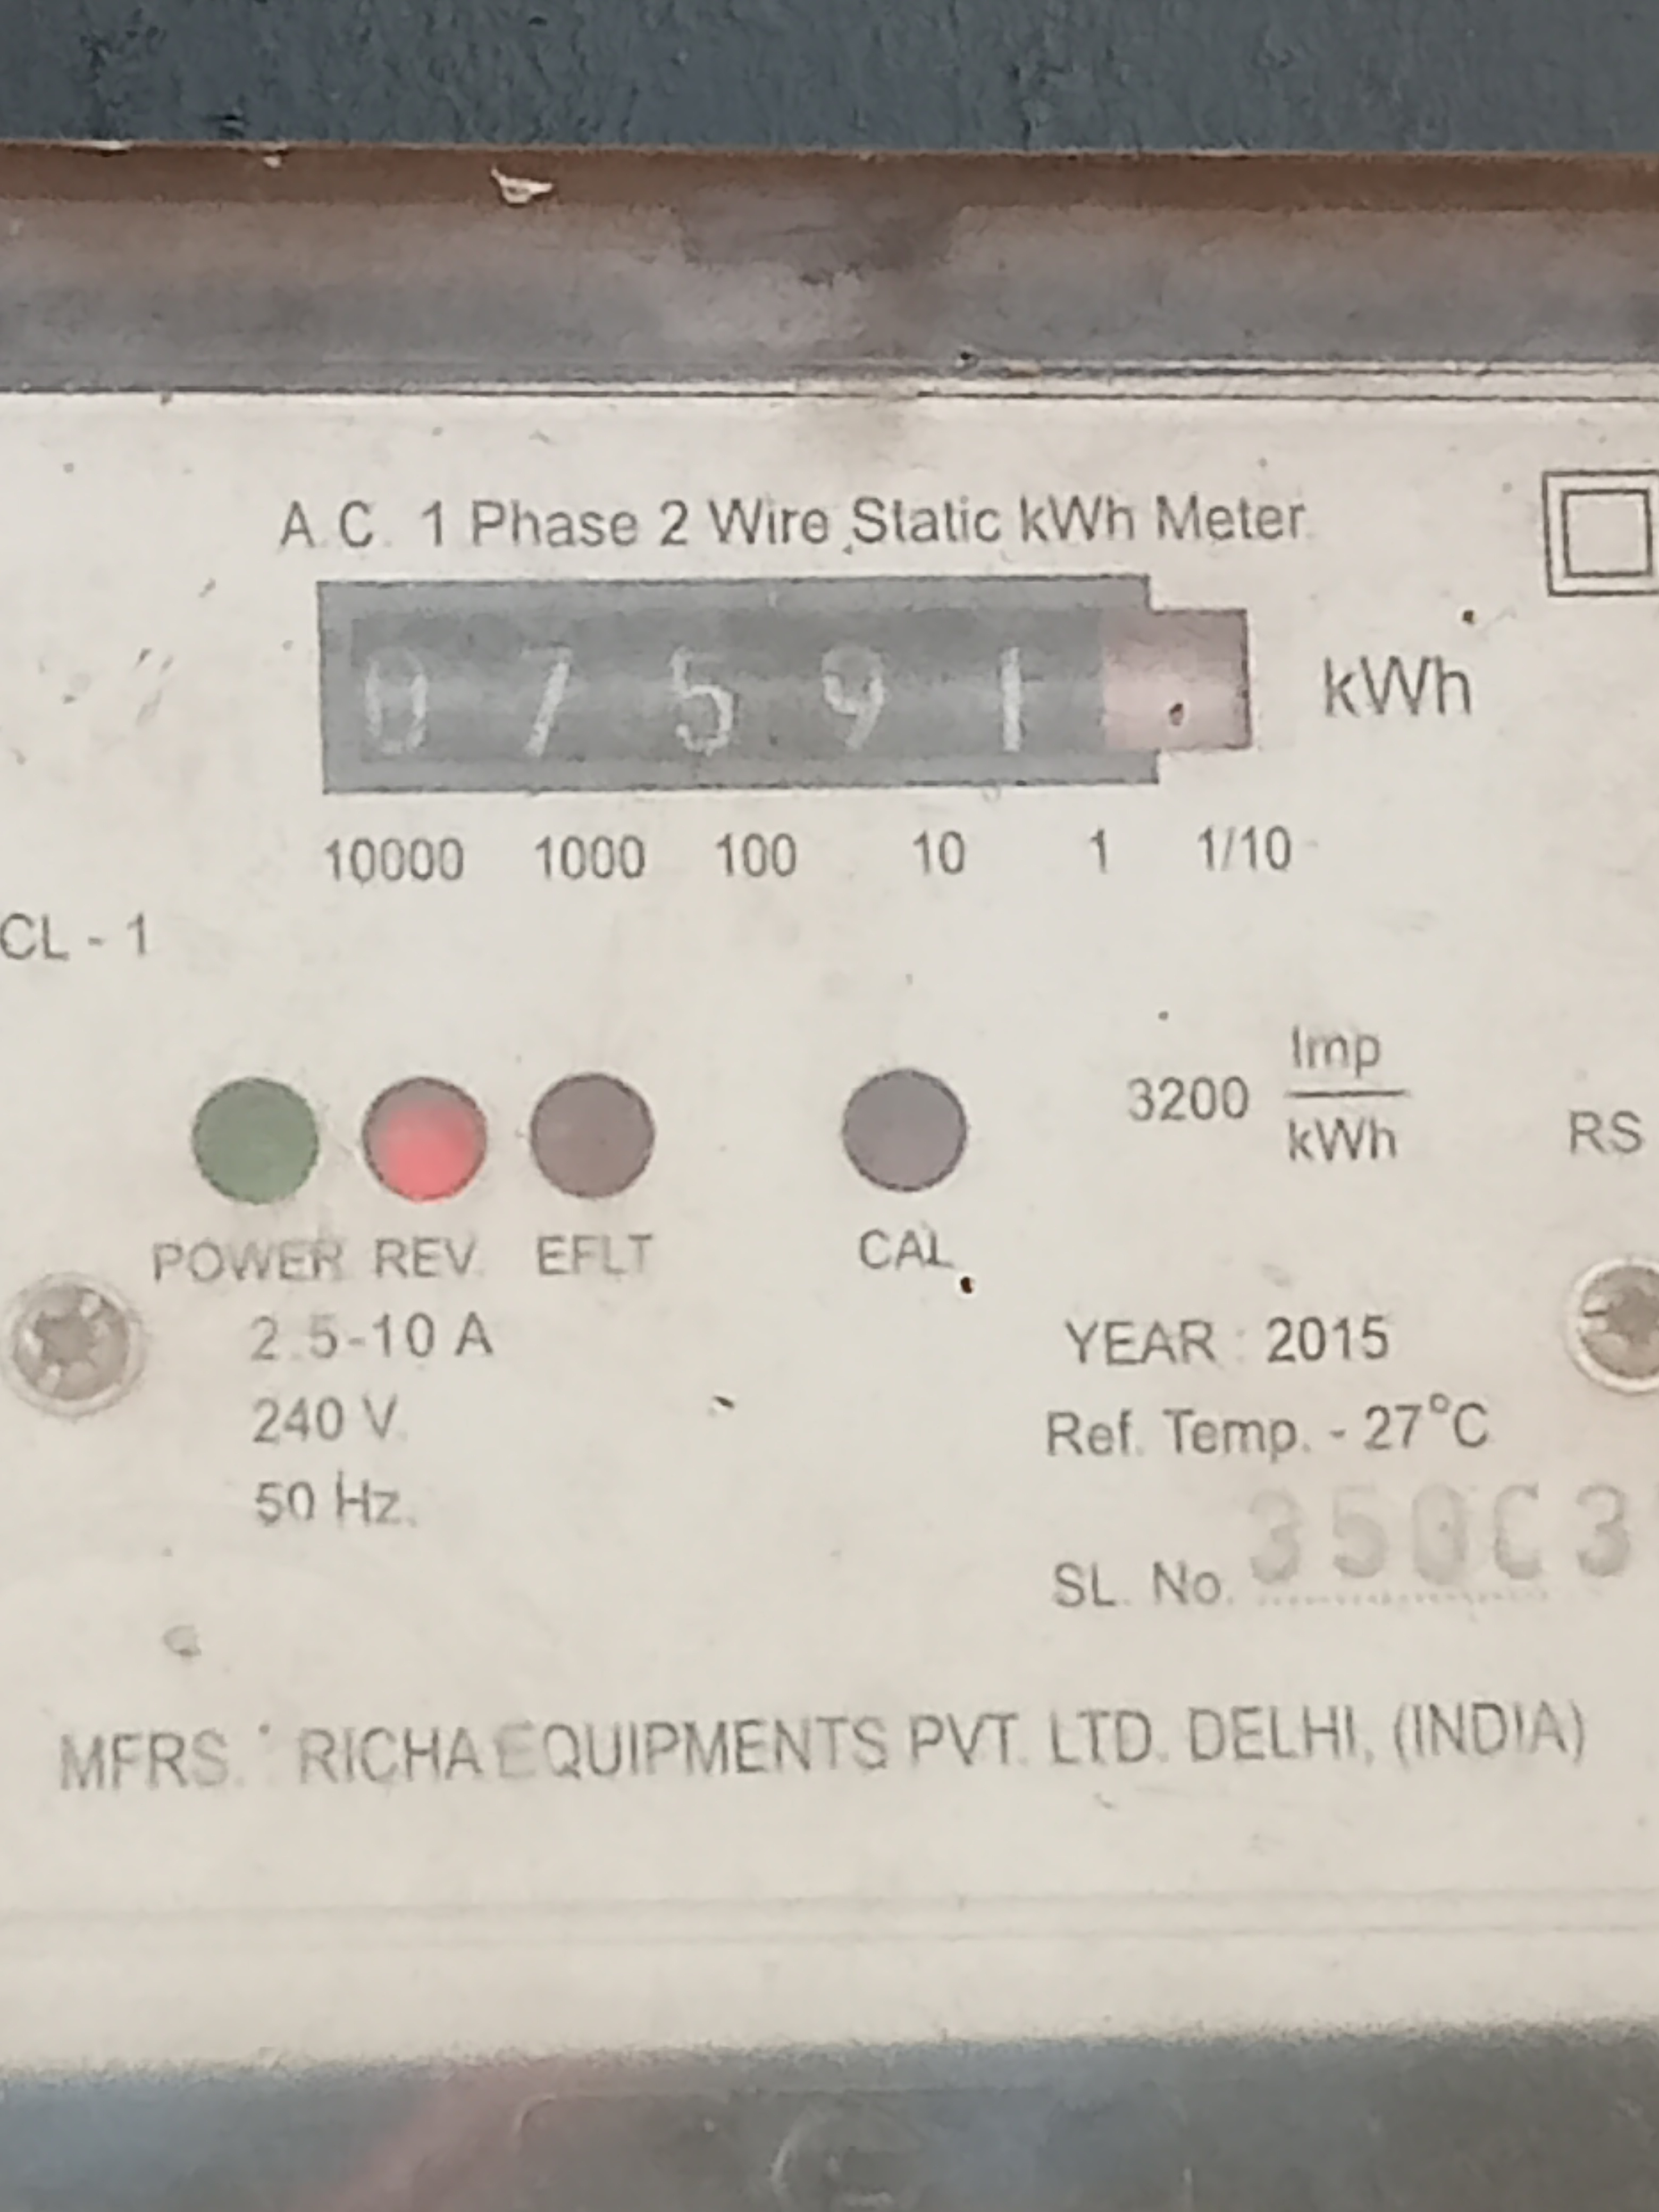 A.C. 1 Phase 2 Wire Static kWh Meter
0 7 5 9 1 kWh
10000 1000 100 10 1 1/10
CL - 1
3200 Imp
kWh
RS
POWER REV. EFLT CAL
2.5-10 A
240 V.
50 Hz.
YEAR : 2015
Ref. Temp. - 27°C
SL. No. 350C3
MFRS. : RICHA EQUIPMENTS PVT. LTD. DELHI, (INDIA)